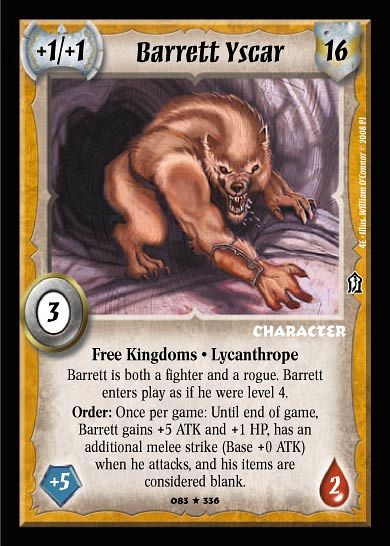 +1/+1
Barrett Yscar
16
4E • Illus. William O'Connor © 2008 PJ
3
CHARACTER
Free Kingdoms • Lycanthrope
Barrett is both a fighter and a rogue. Barrett
enters play as if he were level 4.
Order: Once per game: Until end of game,
Barrett gains +5 ATK and +1 HP, has an
additional melee strike (Base +0 ATK)
when he attacks, and his items are
considered blank.
+5
2
083 ★ 336